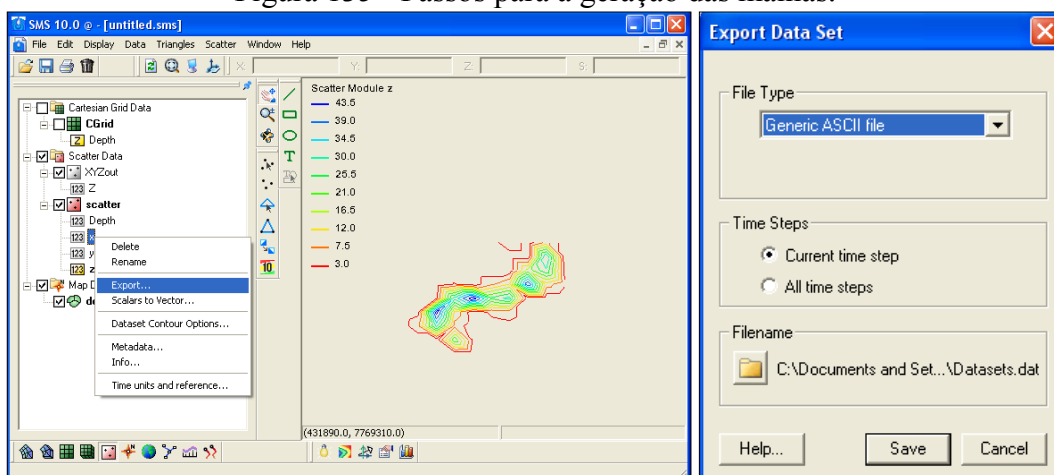 Figura 153 - Passos para a geração das malhas.
SMS 10.0 @ - [untitled.sms]
File Edit Display Data Triangles Scatter Window Help
X: Y: Z: S:
Cartesian Grid Data
CGrid
Depth
Scatter Data
XYZout
Z
scatter
Depth
x
y
z
Map D
de
Delete
Rename
Export...
Scalars to Vector...
Dataset Contour Options...
Metadata...
Info...
Time units and reference...
T
10
Scatter Module z
43.5
39.0
34.5
30.0
25.5
21.0
16.5
12.0
7.5
3.0
(431890.0, 7769310.0)
Export Data Set
File Type
Generic ASCII file
Time Steps
Current time step
All time steps
Filename
C:\Documents and Set...\Datasets.dat
Help...
Save
Cancel